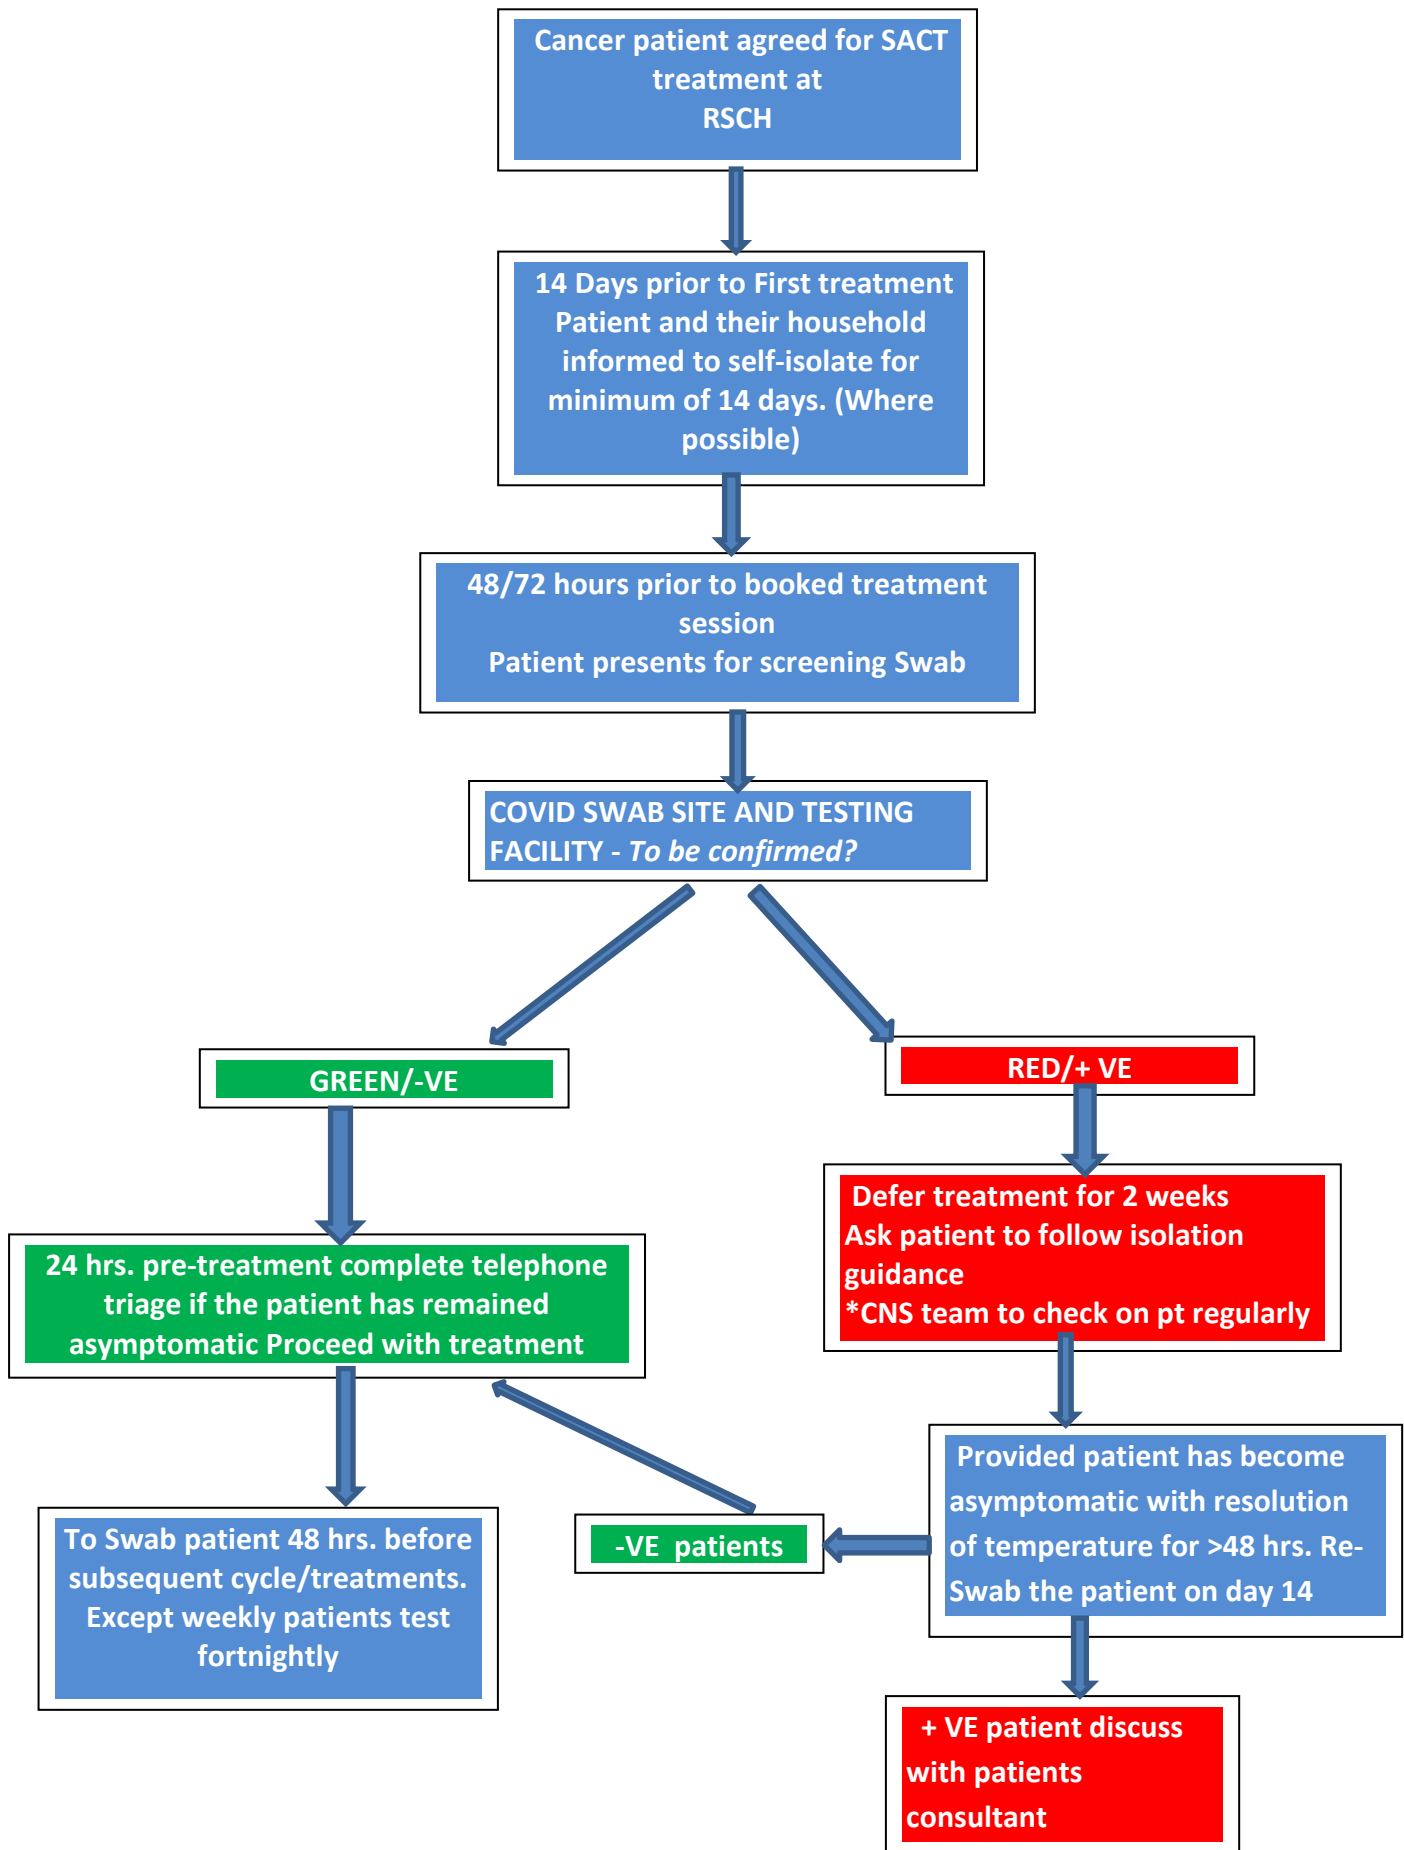 Cancer patient agreed for SACT
treatment at
RSCH
14 Days prior to First treatment
Patient and their household
informed to self-isolate for
minimum of 14 days. (Where
possible)
48/72 hours prior to booked treatment
session
Patient presents for screening Swab
COVID SWAB SITE AND TESTING
FACILITY - To be confirmed?
GREEN/-VE
RED/+ VE
24 hrs. pre-treatment complete telephone
triage if the patient has remained
asymptomatic Proceed with treatment
Defer treatment for 2 weeks
Ask patient to follow isolation
guidance
*CNS team to check on pt regularly
Provided patient has become
asymptomatic with resolution
of temperature for >48 hrs. Re-
Swab the patient on day 14
-VE  patients
To Swab patient 48 hrs. before
subsequent cycle/treatments.
Except weekly patients test
fortnightly
+ VE patient discuss
with patients
consultant